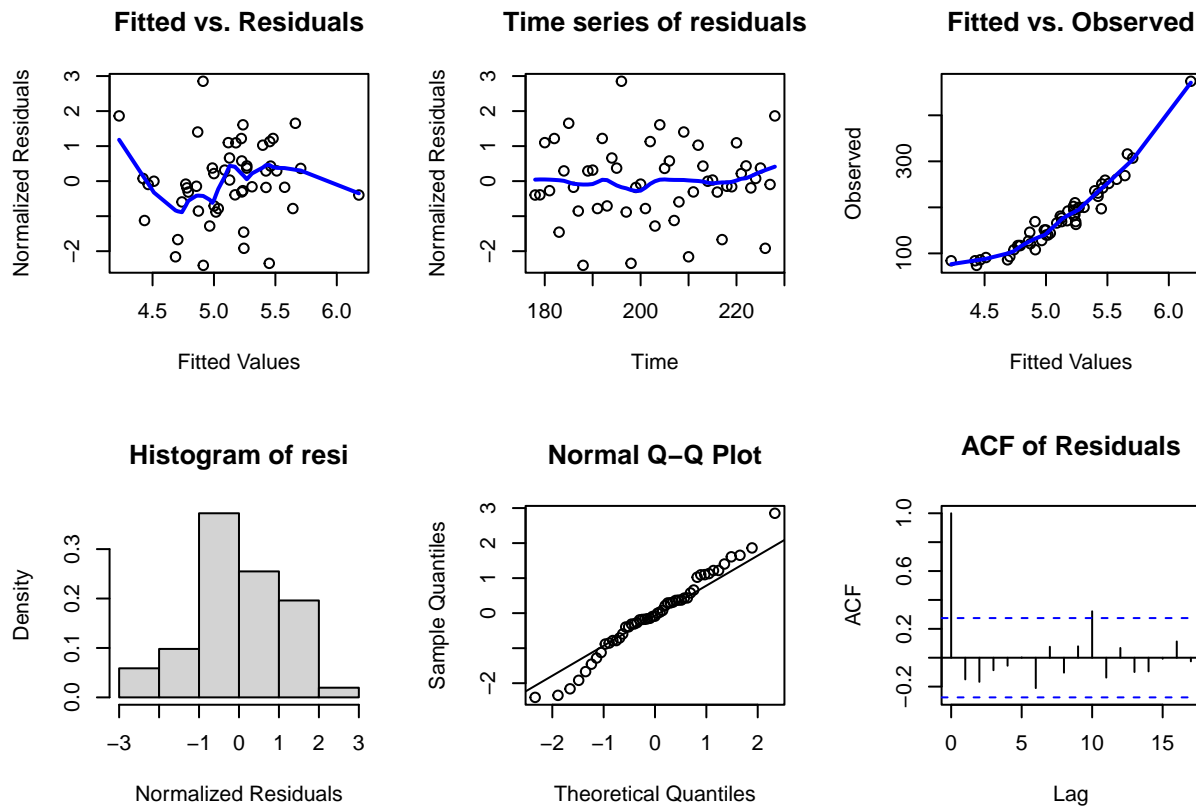 Fitted vs. Residuals
Normalized Residuals
3
2
1
0
−2
4.5 5.0 5.5 6.0
Fitted Values
Time series of residuals
Normalized Residuals
3
2
1
0
−2
180 200 220
Time
Fitted vs. Observed
Observed
300
100
4.5 5.0 5.5 6.0
Fitted Values
Histogram of resi
Density
0.3
0.2
0.1
0.0
−3 −1 0 1 2 3
Normalized Residuals
Normal Q−Q Plot
Sample Quantiles
3
2
1
0
−2
−2 −1 0 1 2
Theoretical Quantiles
ACF of Residuals
ACF
1.0
0.6
0.2
−0.2
0 5 10 15
Lag